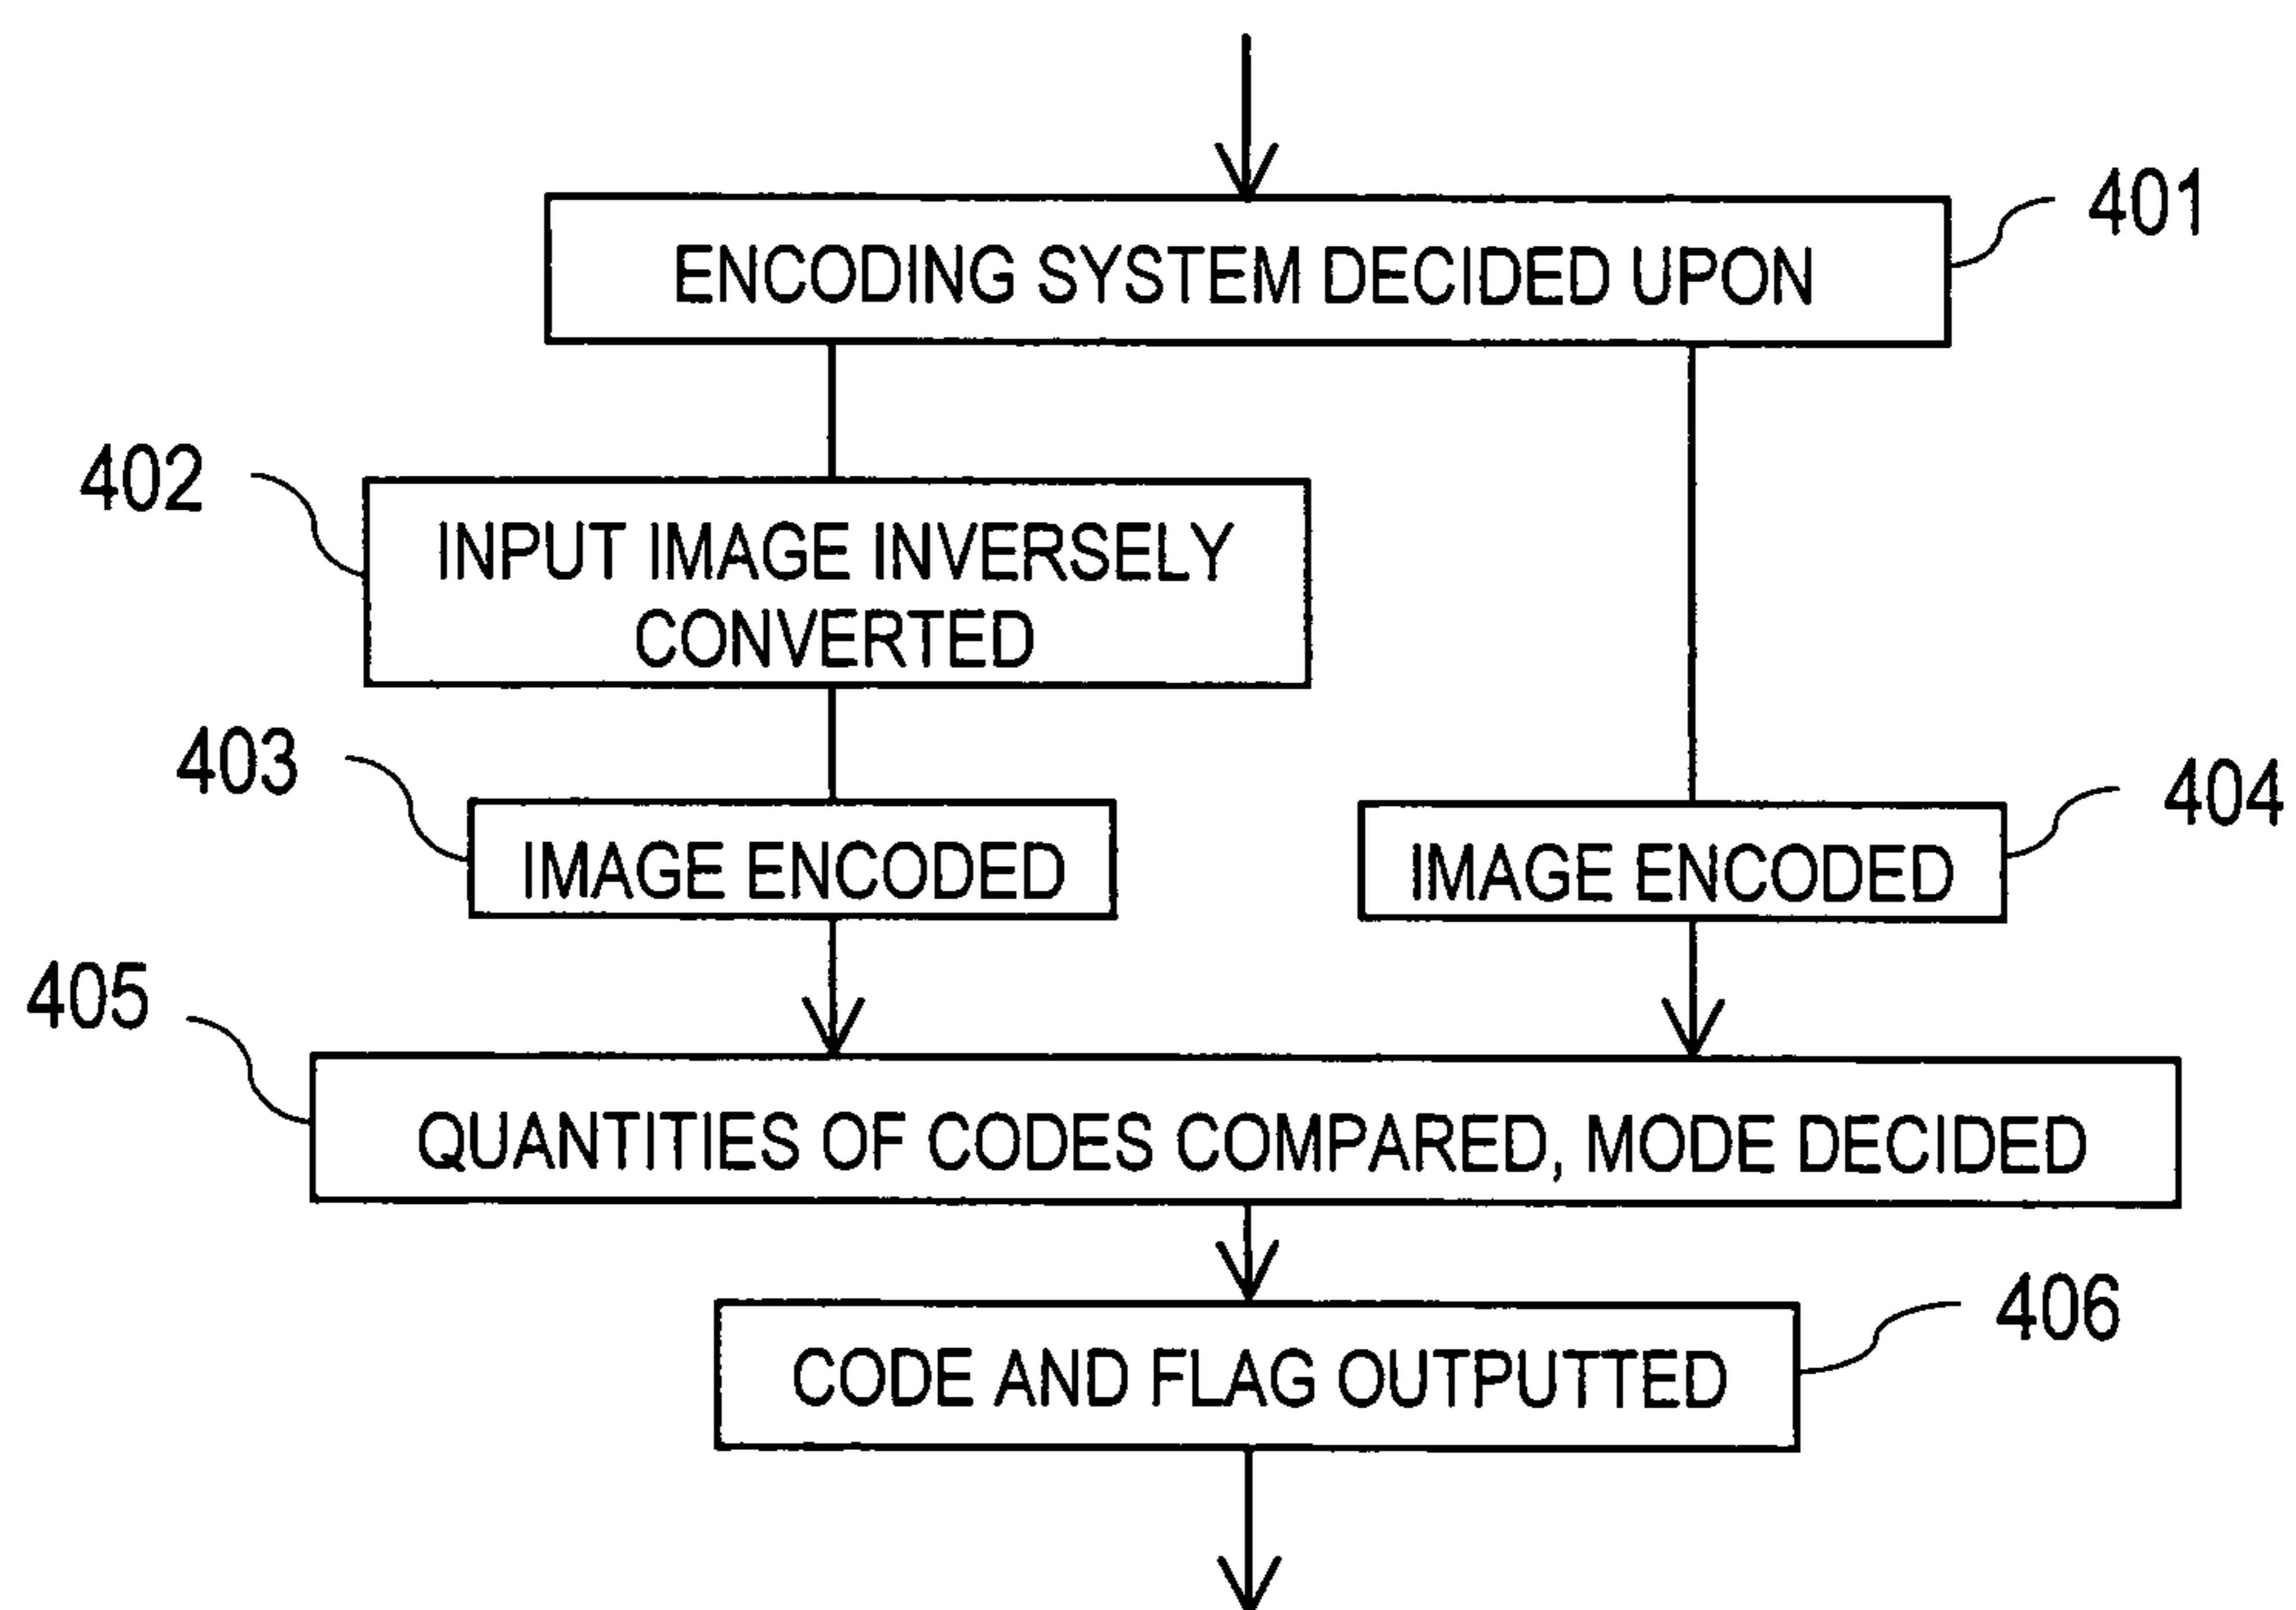 401
ENCODING SYSTEM DECIDED UPON
402
INPUT IMAGE INVERSELY
CONVERTED
403
404
IMAGE ENCODED
IMAGE ENCODED
405
QUANTITIES OF CODES COMPARED, MODE DECIDED
406
CODE AND FLAG OUTPUTTED